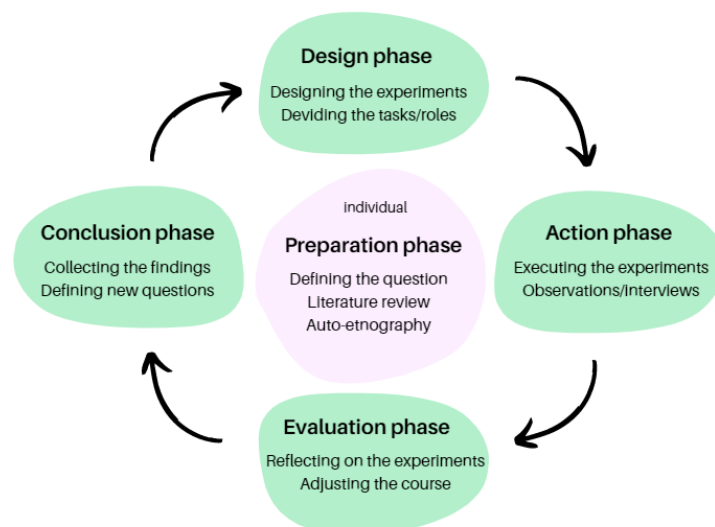 Design phase
Designing the experiments
Deviding the tasks/roles
Conclusion phase
Collecting the findings
Defining new questions
individual
Preparation phase
Defining the question
Literature review
Auto-etnography
Action phase
Executing the experiments
Observations/interviews
Evaluation phase
Reflecting on the experiments
Adjusting the course